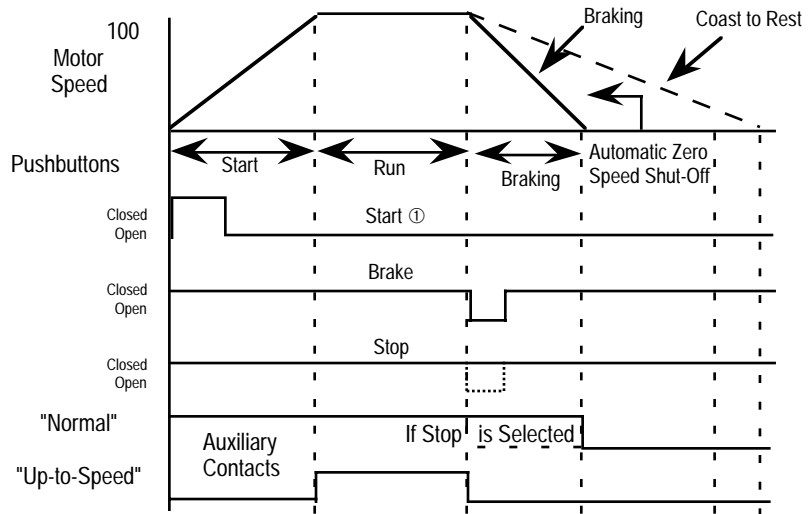 Braking
Coast to Rest
100
Motor
Speed
Pushbuttons
Start
Run
Braking
Automatic Zero
Speed Shut-Off
Closed
Open
Start ①
Brake
Closed
Open
Stop
Closed
Open
"Normal"
If Stop is Selected
Auxiliary
Contacts
"Up-to-Speed"